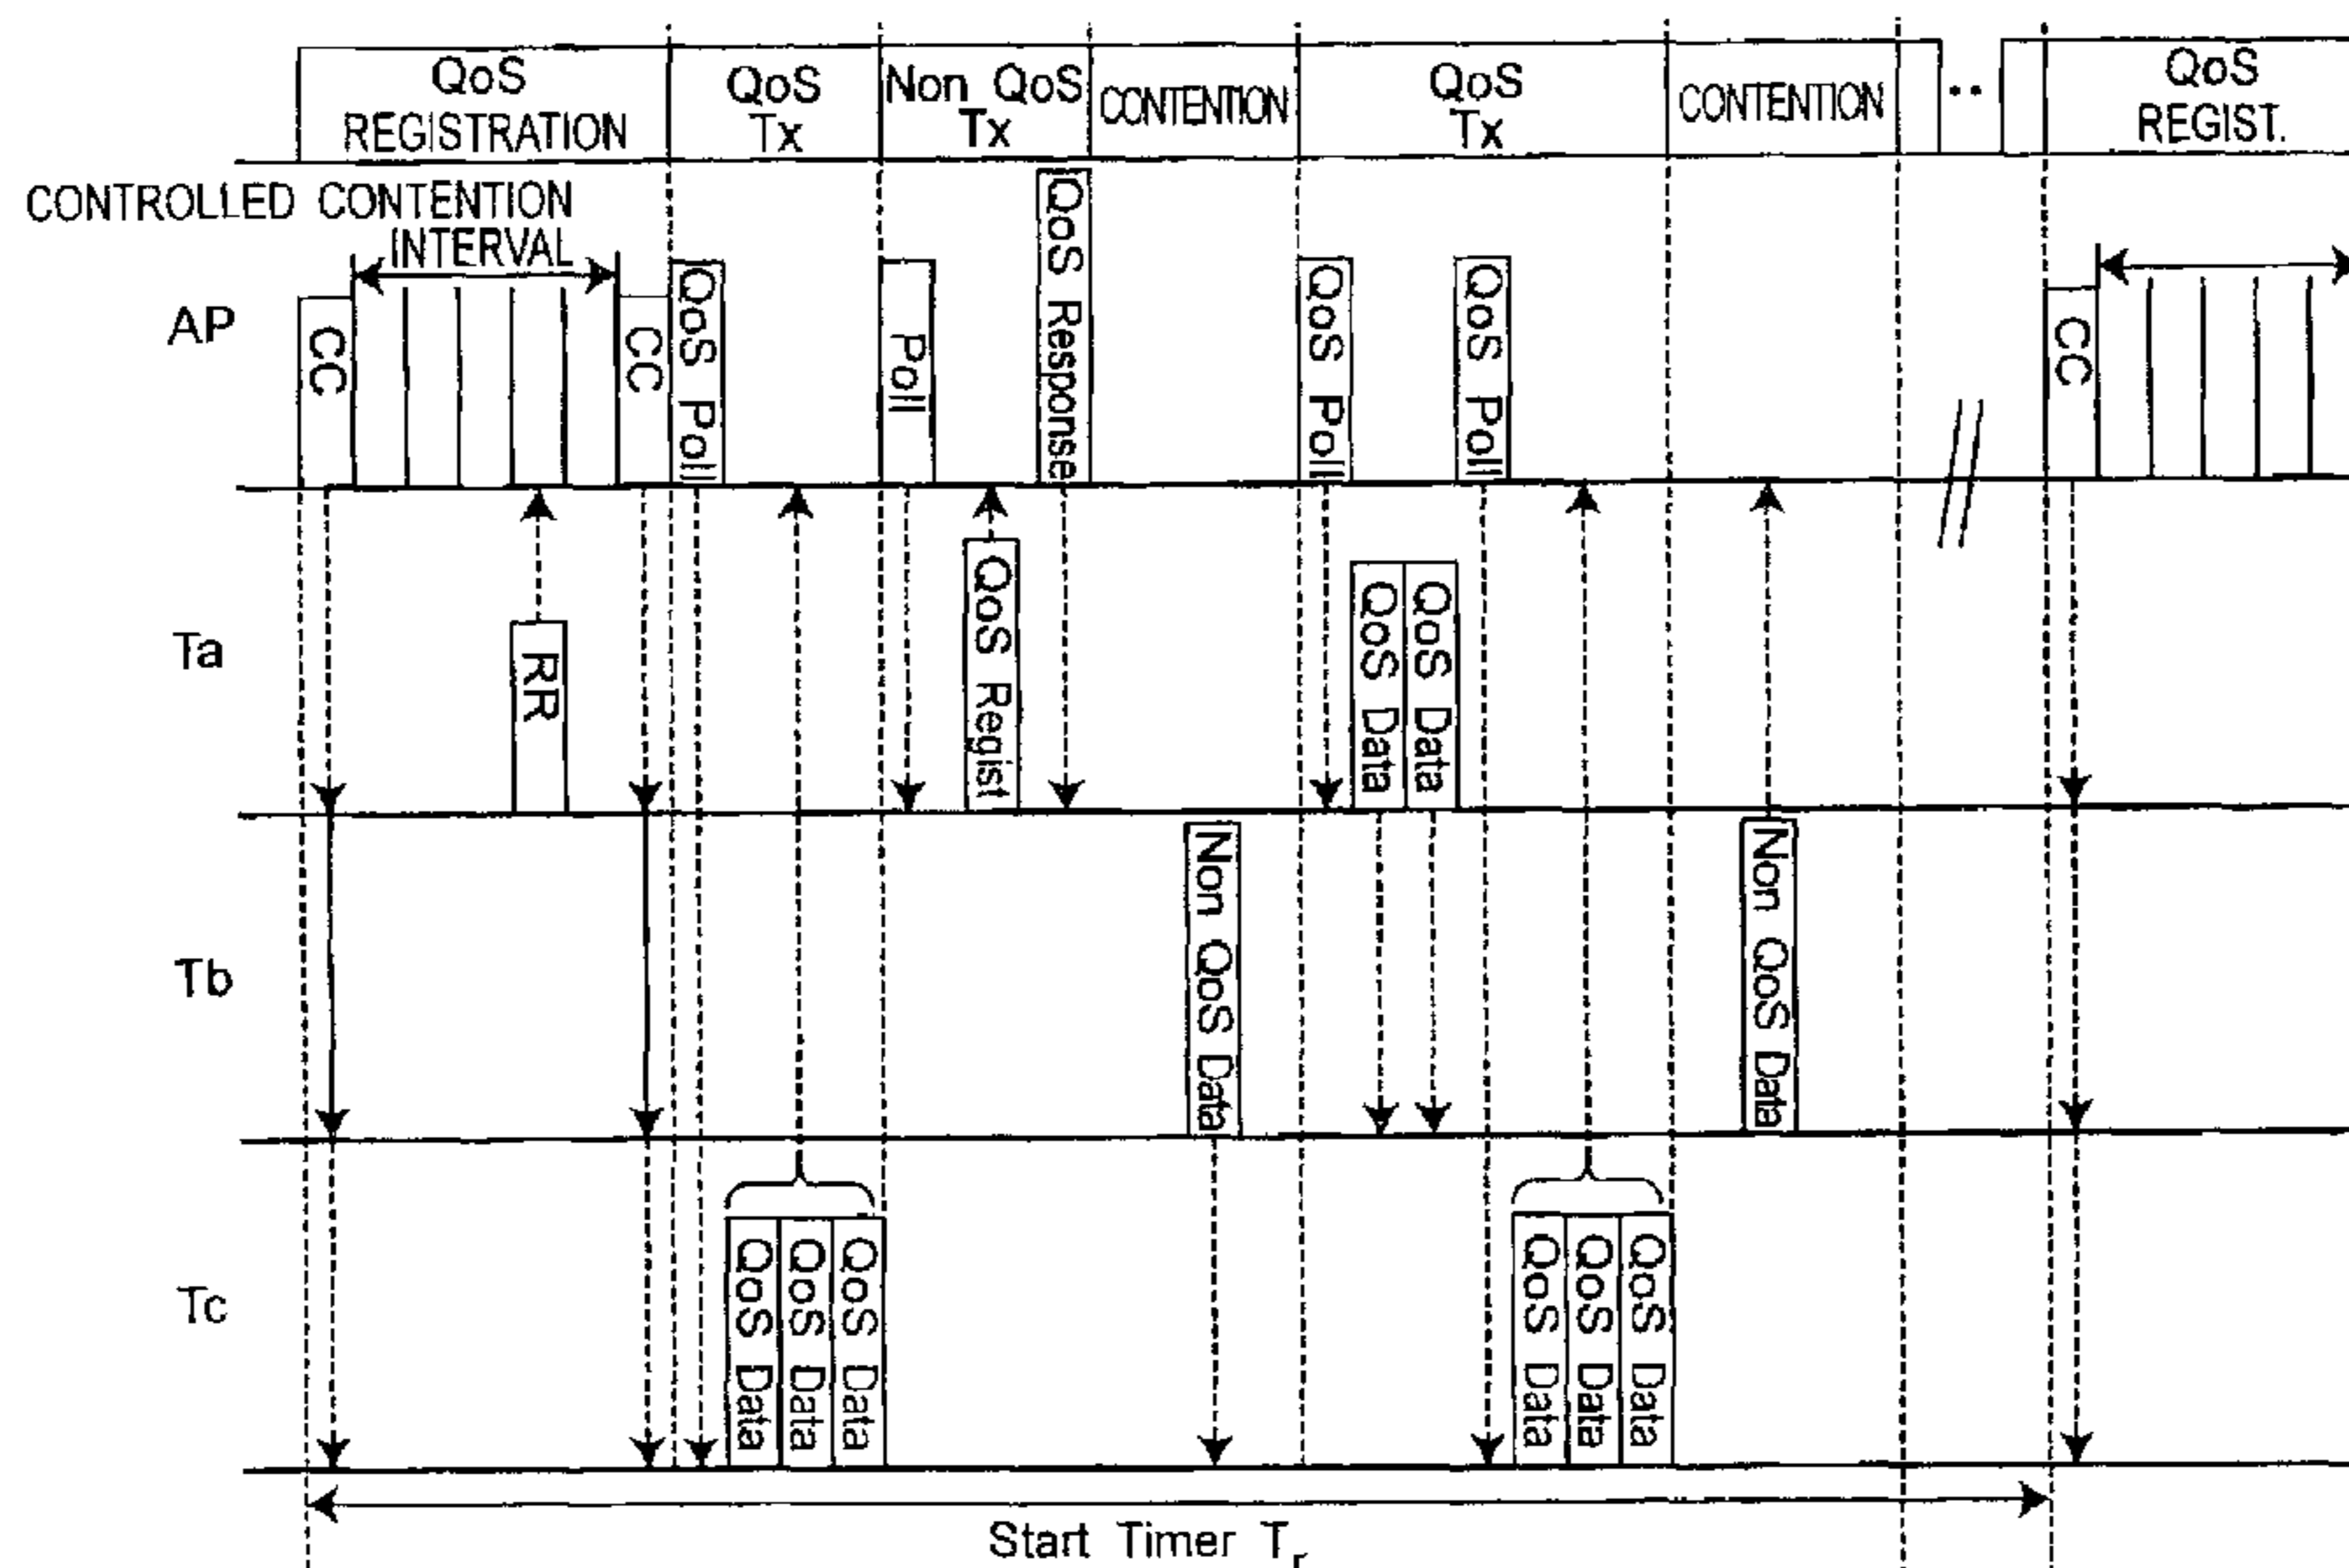 QoS
REGISTRATION
QoS
Tx
Non QoS
Tx
CONTENTION
QoS
Tx
CONTENTION
..
QoS
REGIST.
CONTROLLED CONTENTION
INTERVAL
AP
CC
CC
QoS Poll
Poll
QoS Response
QoS Poll
QoS Poll
CC
Ta
RR
QoS Regist
QoS Data
QoS Data
Tb
Non QoS Data
Non QoS Data
Tc
QoS Data
QoS Data
QoS Data
QoS Data
QoS Data
QoS Data
Start Timer Tr